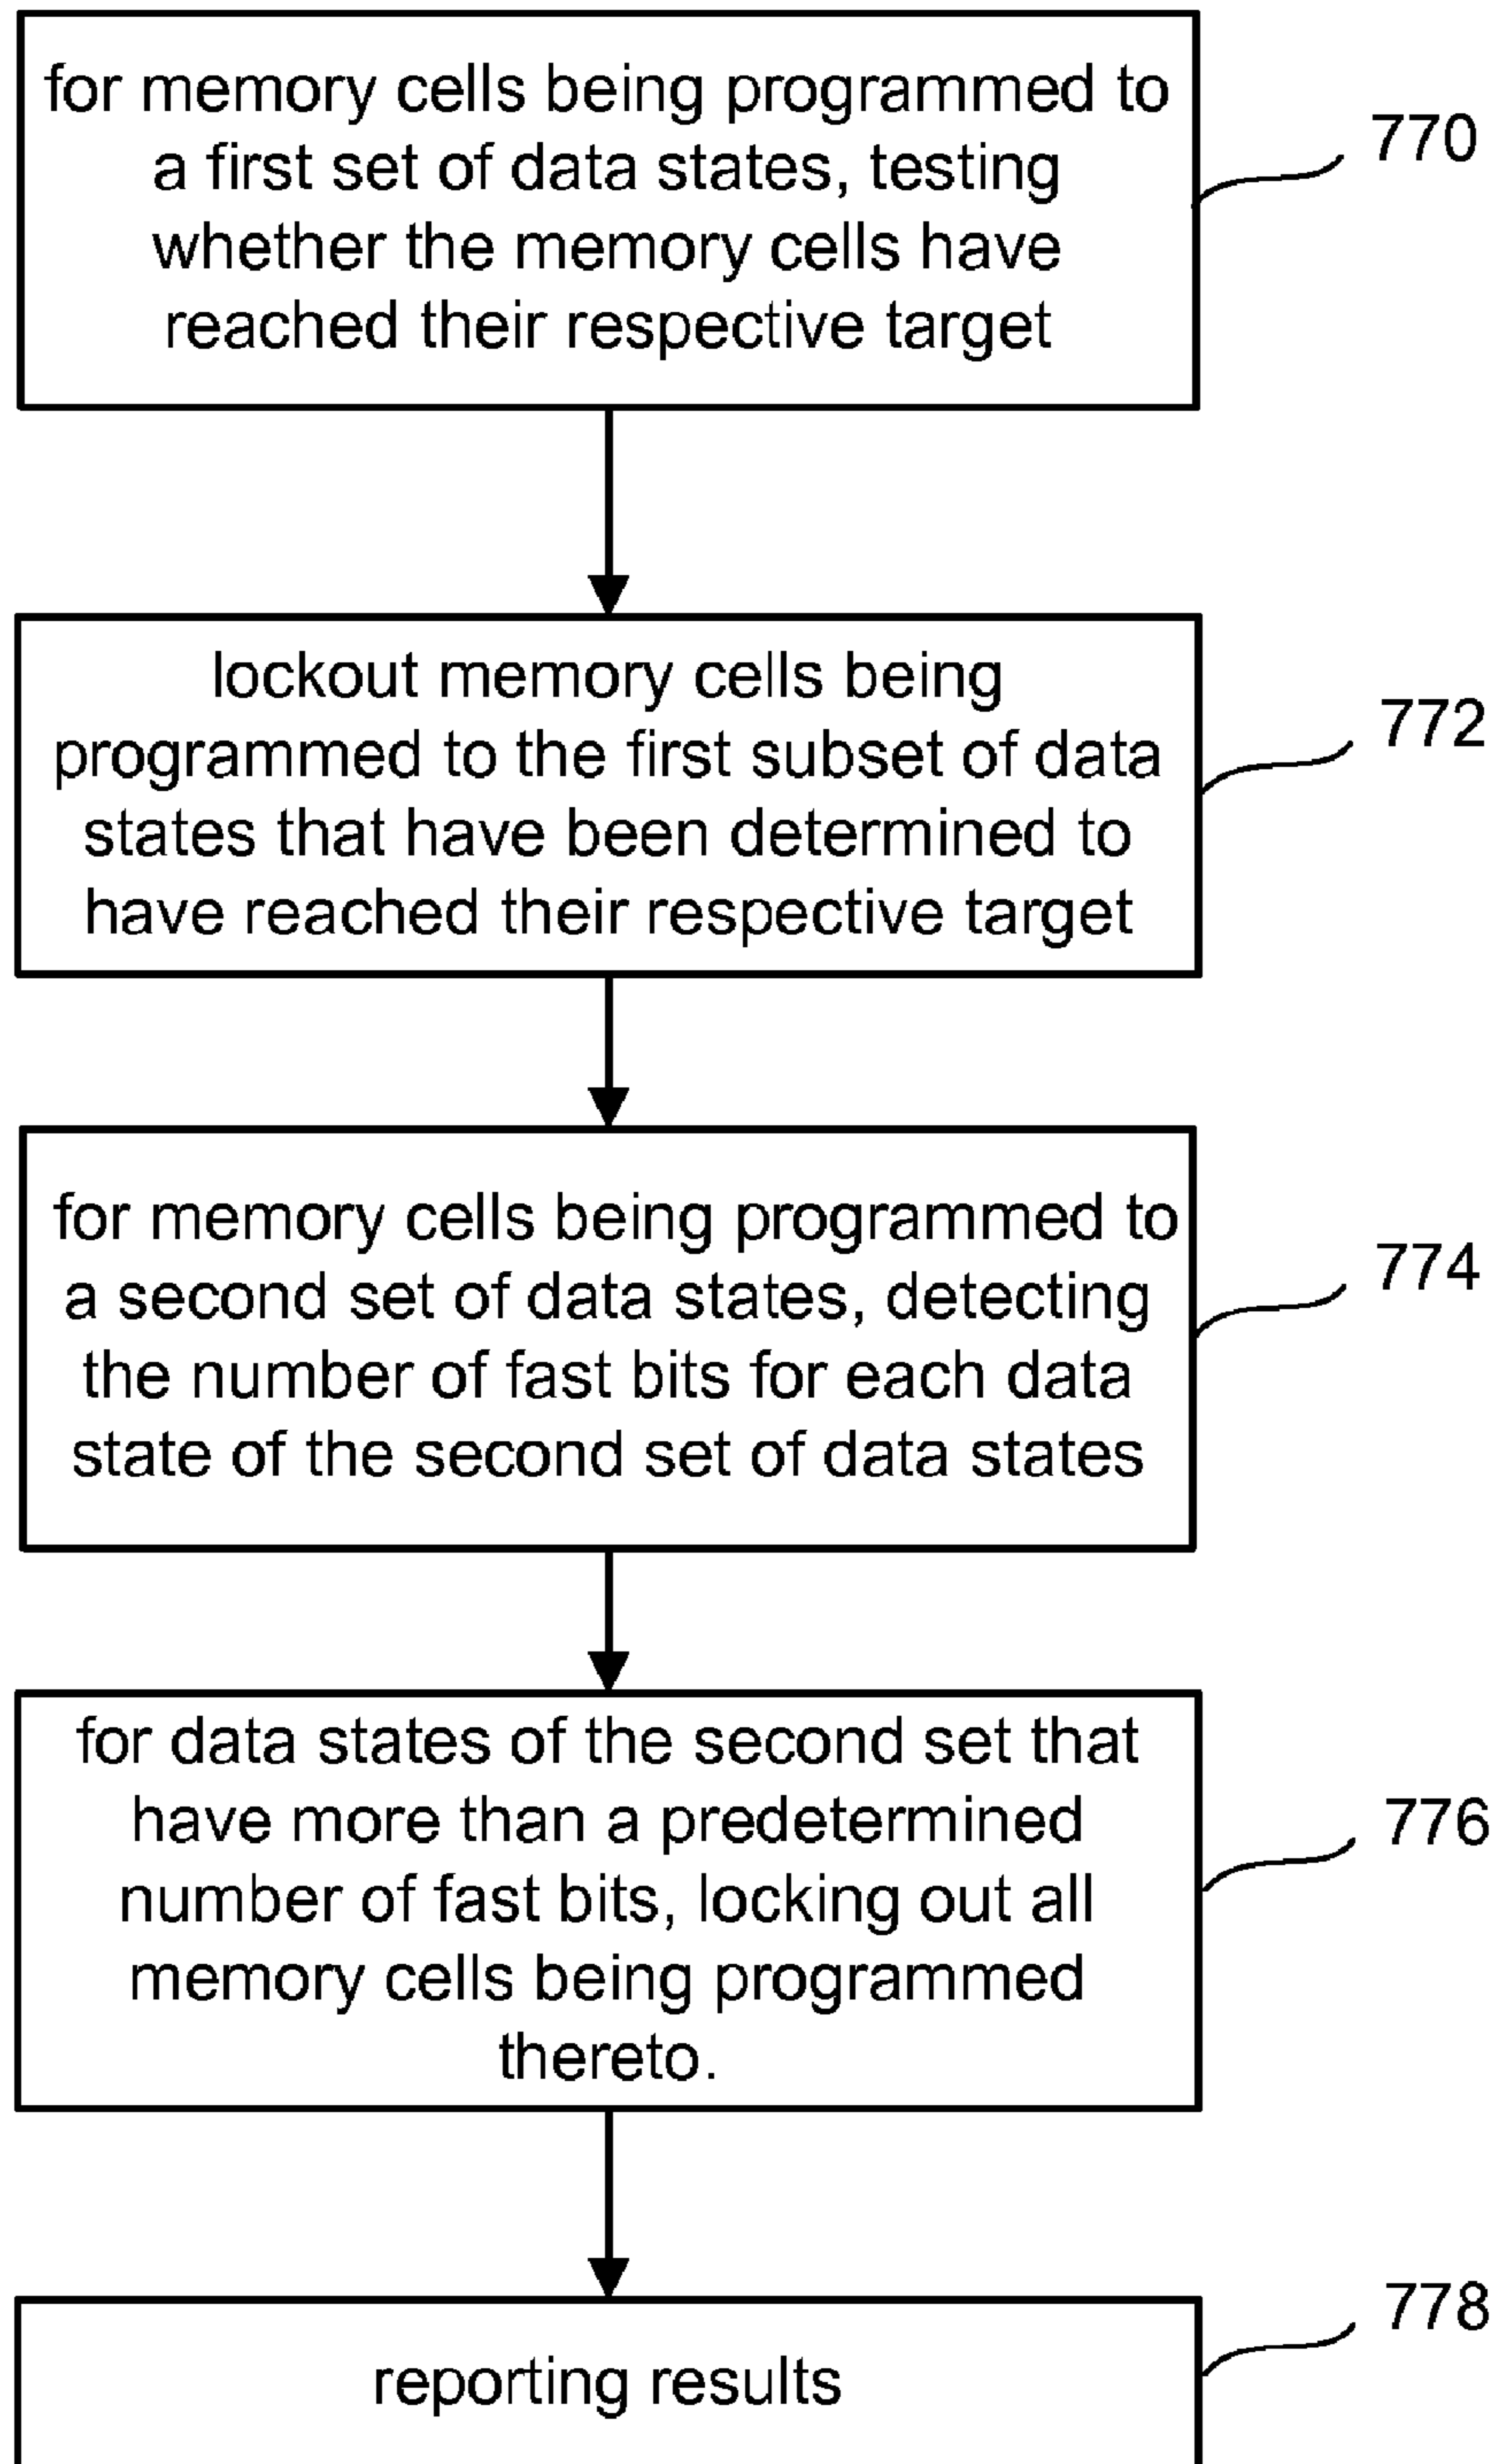 for memory cells being programmed to
a first set of data states, testing
whether the memory cells have
reached their respective target
770
lockout memory cells being
programmed to the first subset of data
states that have been determined to
have reached their respective target
772
for memory cells being programmed to
a second set of data states, detecting
the number of fast bits for each data
state of the second set of data states
774
for data states of the second set that
have more than a predetermined
number of fast bits, locking out all
memory cells being programmed
thereto.
776
reporting results
778